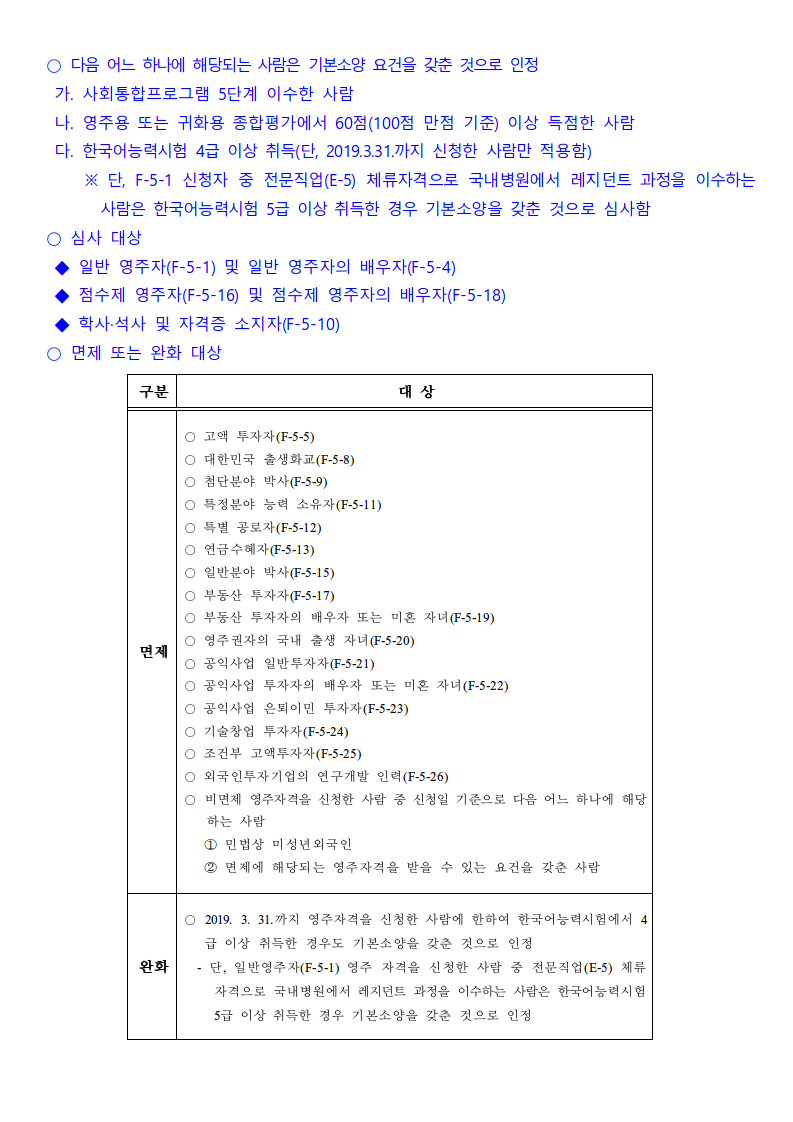 ○ 다음 어느 하나에 해당되는 사람은 기본소양 요건을 갖춘 것으로 인정
가. 사회통합프로그램 5단계 이수한 사람
나. 영주용 또는 귀화용 종합평가에서 60점(100점 만점 기준) 이상 득점한 사람
다. 한국어능력시험 4급 이상 취득(단, 2019.3.31.까지 신청한 사람만 적용함)
※ 단, F-5-1 신청자 중 전문직업(E-5) 체류자격으로 국내병원에서 레지던트 과정을 이수하는
사람은 한국어능력시험 5급 이상 취득한 경우 기본소양을 갖춘 것으로 심사함
○ 심사 대상
◆ 일반 영주자(F-5-1) 및 일반 영주자의 배우자(F-5-4)
◆ 점수제 영주자(F-5-16) 및 점수제 영주자의 배우자(F-5-18)
◆ 학사·석사 및 자격증 소지자(F-5-10)
○ 면제 또는 완화 대상
구분 대 상
면제
○ 고액 투자자(F-5-5)
○ 대한민국 출생화교(F-5-8)
○ 첨단분야 박사(F-5-9)
○ 특정분야 능력 소유자(F-5-11)
○ 특별 공로자(F-5-12)
○ 연금수혜자(F-5-13)
○ 일반분야 박사(F-5-15)
○ 부동산 투자자(F-5-17)
○ 부동산 투자자의 배우자 또는 미혼 자녀(F-5-19)
○ 영주권자의 국내 출생 자녀(F-5-20)
○ 공익사업 일반투자자(F-5-21)
○ 공익사업 투자자의 배우자 또는 미혼 자녀(F-5-22)
○ 공익사업 은퇴이민 투자자(F-5-23)
○ 기술창업 투자자(F-5-24)
○ 조건부 고액투자자(F-5-25)
○ 외국인투자기업의 연구개발 인력(F-5-26)
○ 비면제 영주자격을 신청한 사람 중 신청일 기준으로 다음 어느 하나에 해당
하는 사람
① 민법상 미성년외국인
② 면제에 해당되는 영주자격을 받을 수 있는 요건을 갖춘 사람
완화
○ 2019. 3. 31.까지 영주자격을 신청한 사람에 한하여 한국어능력시험에서 4
급 이상 취득한 경우도 기본소양을 갖춘 것으로 인정
- 단, 일반영주자(F-5-1) 영주 자격을 신청한 사람 중 전문직업(E-5) 체류
자격으로 국내병원에서 레지던트 과정을 이수하는 사람은 한국어능력시험
5급 이상 취득한 경우 기본소양을 갖춘 것으로 인정